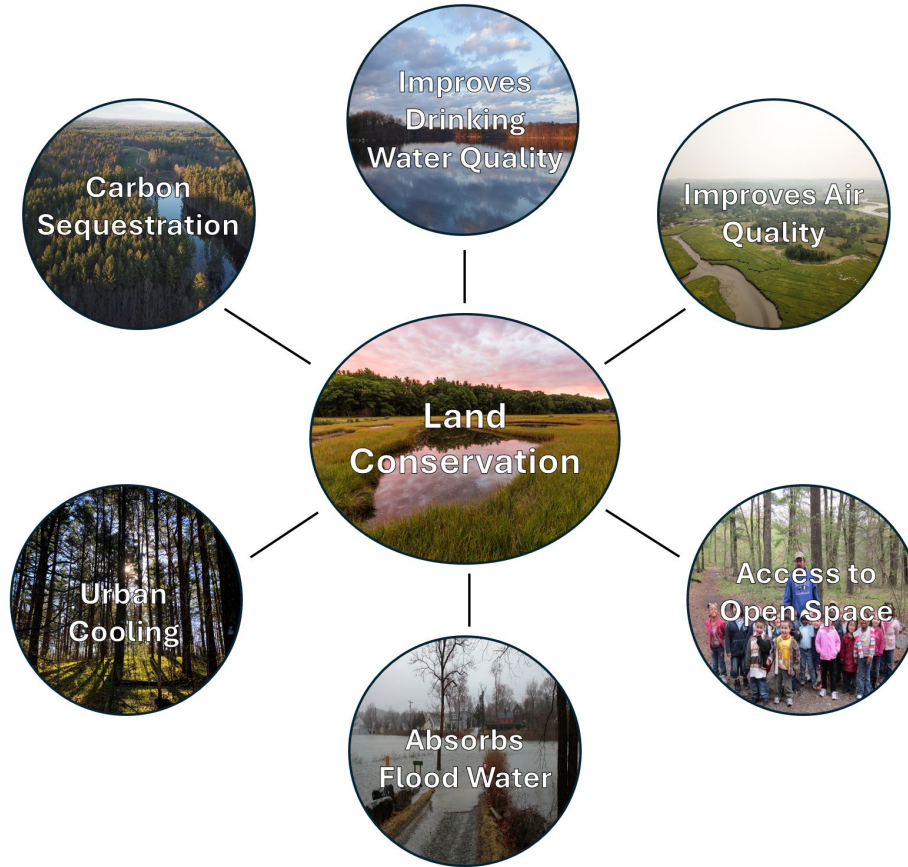 Improves
Drinking
Water Quality
Carbon
Sequestration
Improves Air
Quality
Land
Conservation
Urban
Cooling
Access to
Open Space
Absorbs
Flood Water